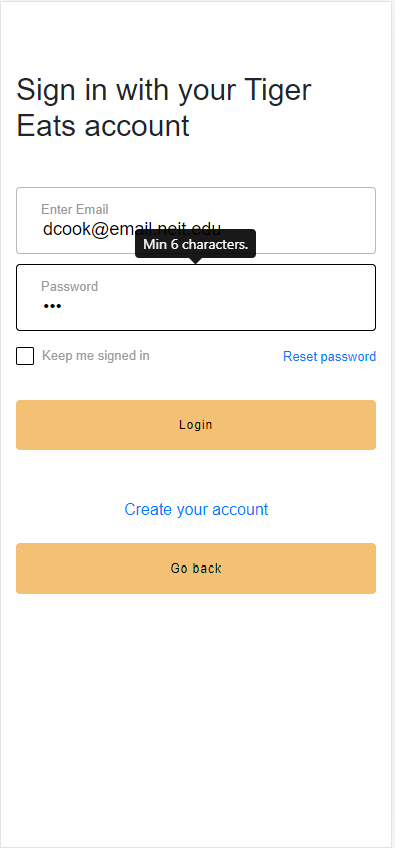 Sign in with your Tiger
Eats account
Enter Email
dcook@email.neit.edu
Min 6 characters.
Password
•••
Keep me signed in
Reset password
Login
Create your account
Go back